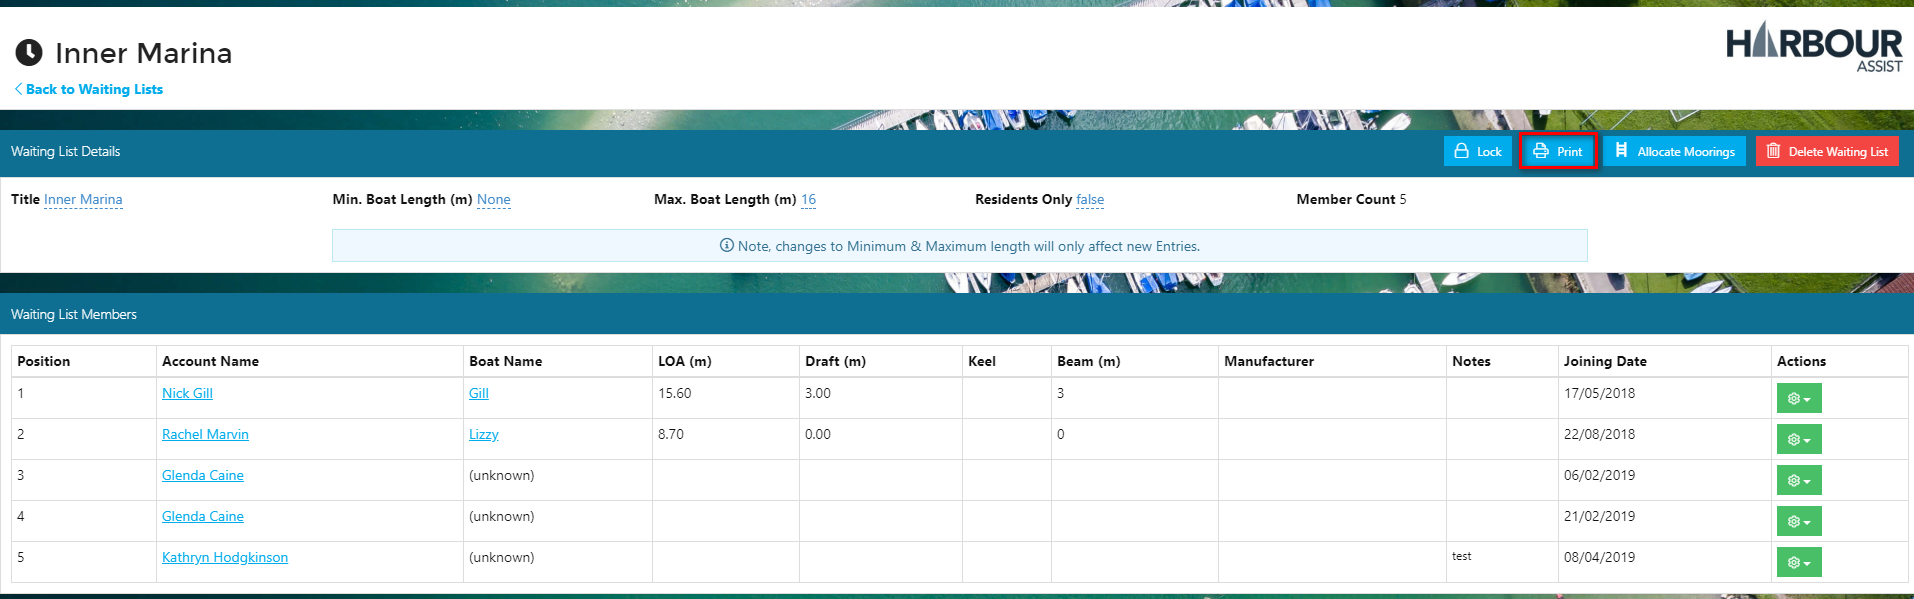 Inner Marina
HARBOUR
ASSIST
Back to Waiting Lists
Waiting List Details
Lock
Print
Allocate Moorings
Delete Waiting List
Title Inner Marina
Min. Boat Length (m) None
Max. Boat Length (m) 16
Residents Only false
Member Count 5
Note, changes to Minimum & Maximum length will only affect new Entries.
Waiting List Members
Position Account Name Boat Name LOA (m) Draft (m) Keel Beam (m) Manufacturer Notes Joining Date Actions
1 Nick Gill Gill 15.60 3.00 3 17/05/2018
2 Rachel Marvin Lizzy 8.70 0.00 0 22/08/2018
3 Glenda Caine (unknown) 06/02/2019
4 Glenda Caine (unknown) 21/02/2019
5 Kathryn Hodgkinson (unknown) test 08/04/2019